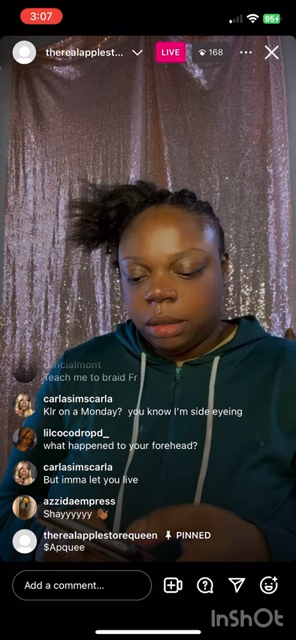 3:07
95
therealapplest...
LIVE
168
officialmont
Teach me to braid Fr
carlasimscarla
Klr on a Monday? you know I'm side eyeing
lilcocodropd_
what happened to your forehead?
carlasimscarla
But imma let you live
azzidaempress
Shayyyyyy 👋🏾
therealapplestorequeen PINNED
$Apquee
Add a comment...
InShOt